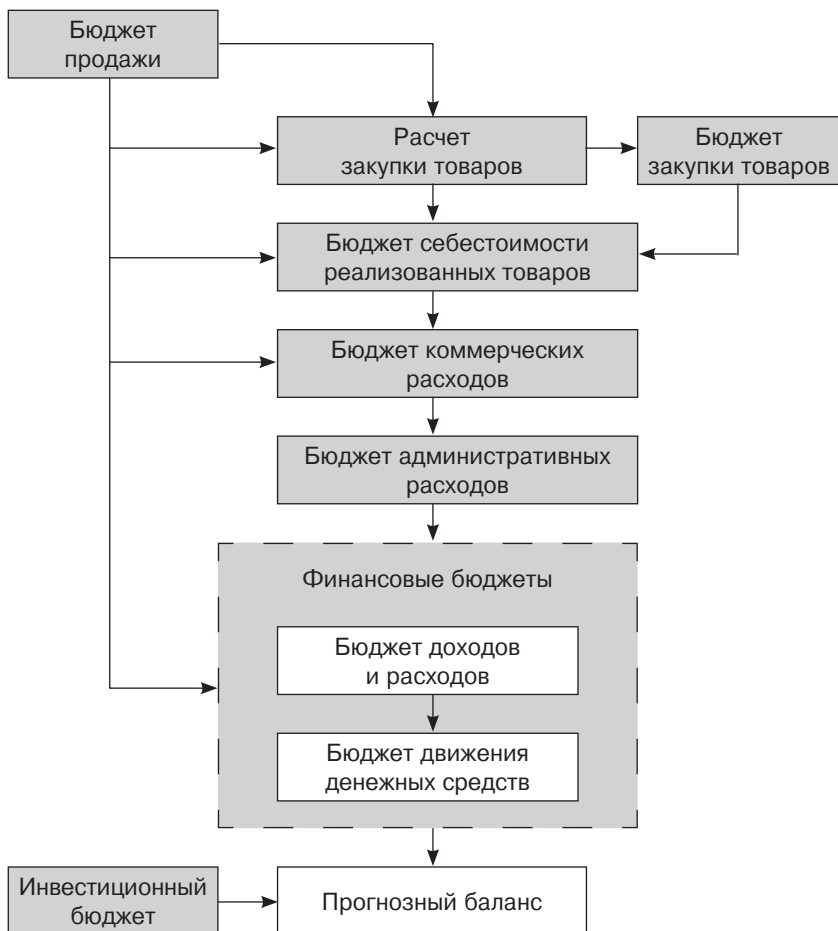 Бюджет
продажи
Расчет
закупки товаров
Бюджет
закупки товаров
Бюджет себестоимости
реализованных товаров
Бюджет коммерческих
расходов
Бюджет административных
расходов
Финансовые бюджеты
Бюджет доходов
и расходов
Бюджет движения
денежных средств
Инвестиционный
бюджет
Прогнозный баланс